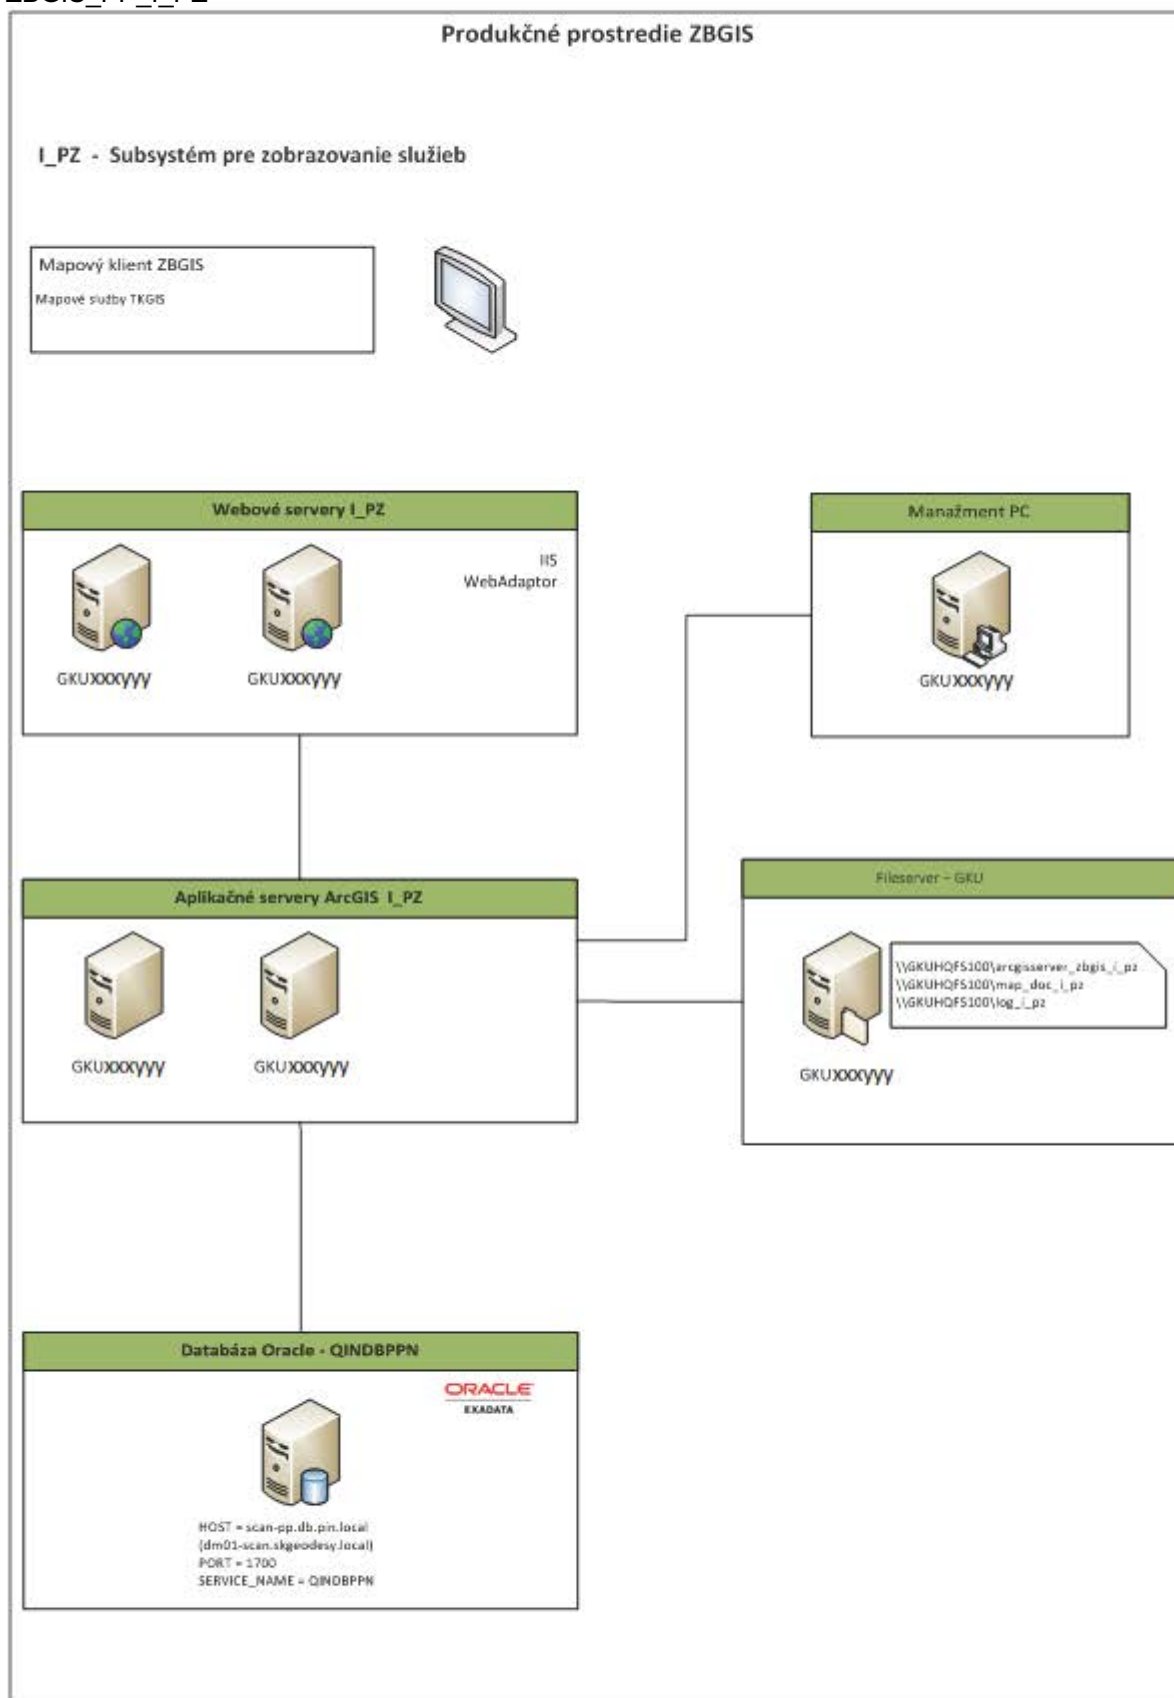 Produkčné prostredie ZBGIS
I_PZ - Subsystém pre zobrazovanie služieb
Mapový klient ZBGIS
Mapové služby TKGIS
Webové servery I_PZ
IIS
WebAdaptor
GKUXXXyyy
GKUXXXyyy
Manažment PC
GKUXXXyyy
Aplikačné servery ArcGIS I_PZ
GKUXXXyyy
GKUXXXyyy
Fileserver – GKU
\\GKUHQFS100\arcgisserver_zbgis_i_pz
\\GKUHQFS100\map_doc_i_pz
\\GKUHQFS100\log_i_pz
GKUXXXyyy
Databáza Oracle - QINDBPPN
ORACLE
EXADATA
HOST = scan-pp.db.pin.local
(dm01-scan.skgeodesy.local)
PORT = 1700
SERVICE_NAME = QINDBPPN